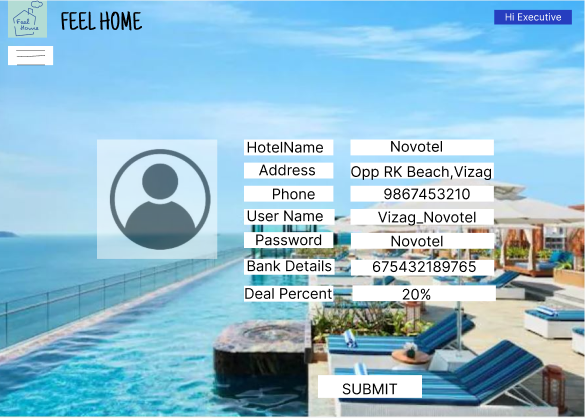 Feel
Home
FEEL HOME
Hi Executive
HotelName Novotel
Address Opp RK Beach,Vizag
Phone 9867453210
User Name Vizag_Novotel
Password Novotel
Bank Details 675432189765
Deal Percent 20%
SUBMIT